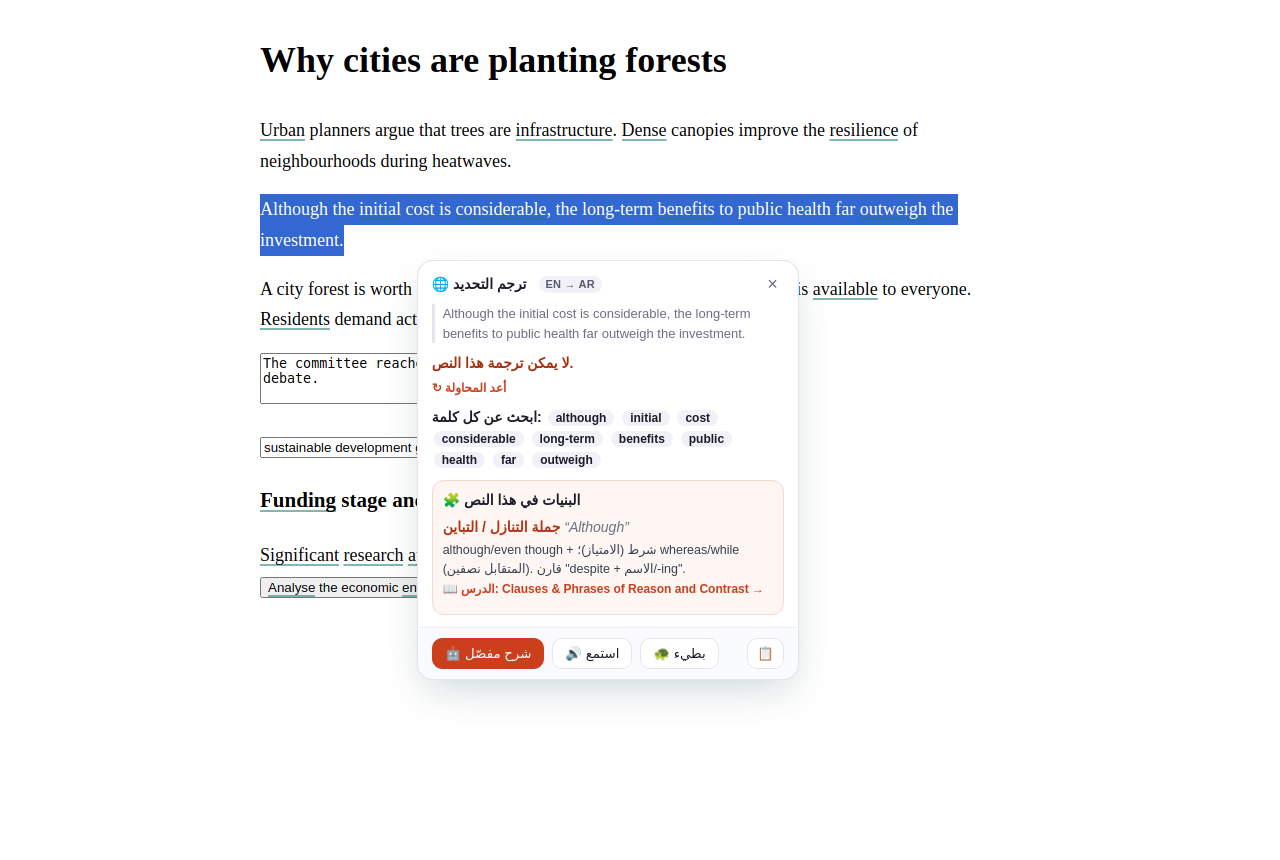 Why cities are planting forests
Urban planners argue that trees are infrastructure. Dense canopies improve the resilience of
neighbourhoods during heatwaves.
Although the initial cost is considerable, the long-term benefits to public health far outweigh the
investment.
A city forest is worth
is available to everyone.
Residents demand act
The committee reache
debate.
sustainable development g
Funding stage and
Significant research a
Analyse the economic en
🌐 ترجم التحديد EN → AR ×
Although the initial cost is considerable, the long-term
benefits to public health far outweigh the investment.
لا يمكن ترجمة هذا النص.
↻ أعد المحاولة
ابحث عن كل كلمة: although initial cost
considerable long-term benefits public
health far outweigh
🧩 البنيات في هذا النص
جملة التنازل / التباين “Although”
although/even though + شرط (الامتياز)؛ whereas/while
(المتقابل نصفين). قارن "despite + الاسم/-ing".
📖 الدرس: Clauses & Phrases of Reason and Contrast →
🤖 شرح مفصّل 🔊 استمع 🐢 بطيء 📋